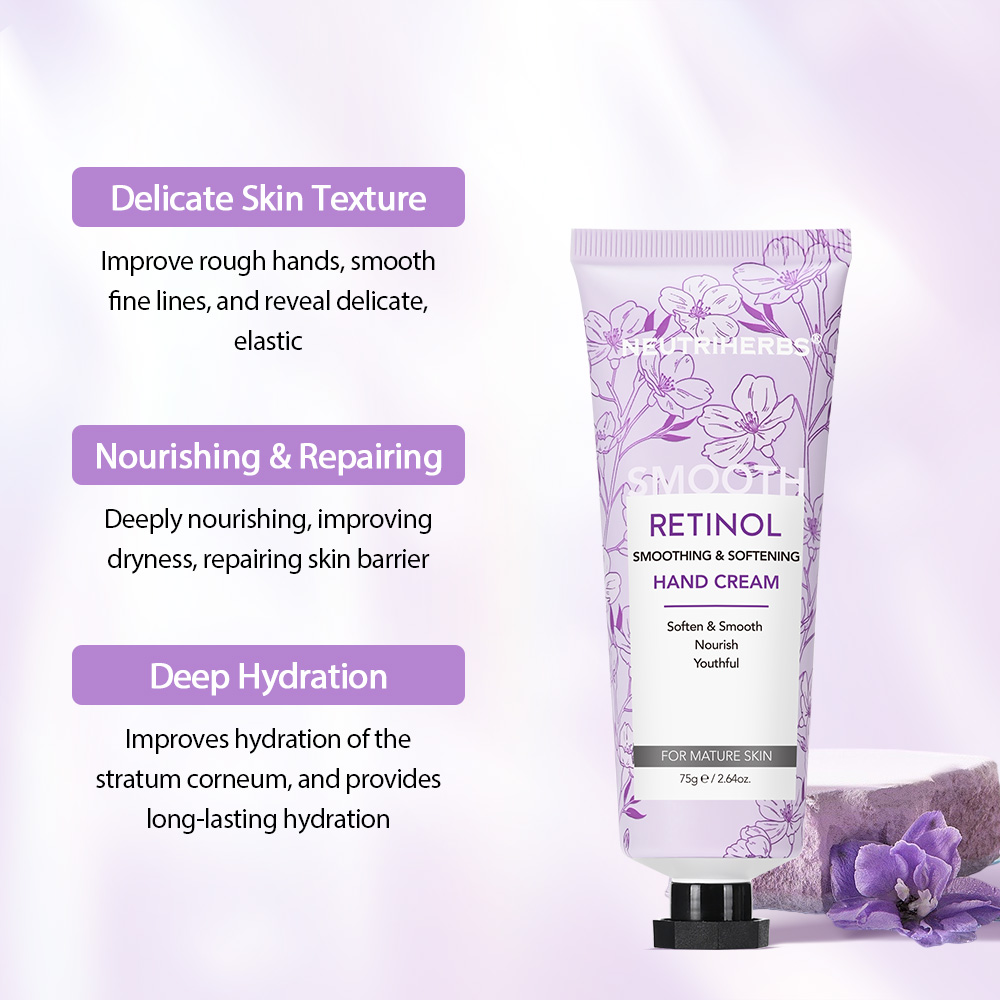 Delicate Skin Texture
Improve rough hands, smooth
fine lines, and reveal delicate,
elastic
Nourishing & Repairing
Deeply nourishing, improving
dryness, repairing skin barrier
Deep Hydration
Improves hydration of the
stratum corneum, and provides
long-lasting hydration
NEUTRIHERBS®
SMOOTH
RETINOL
SMOOTHING & SOFTENING
HAND CREAM
Soften & Smooth
Nourish
Youthful
FOR MATURE SKIN
75g ℮ / 2.64oz.